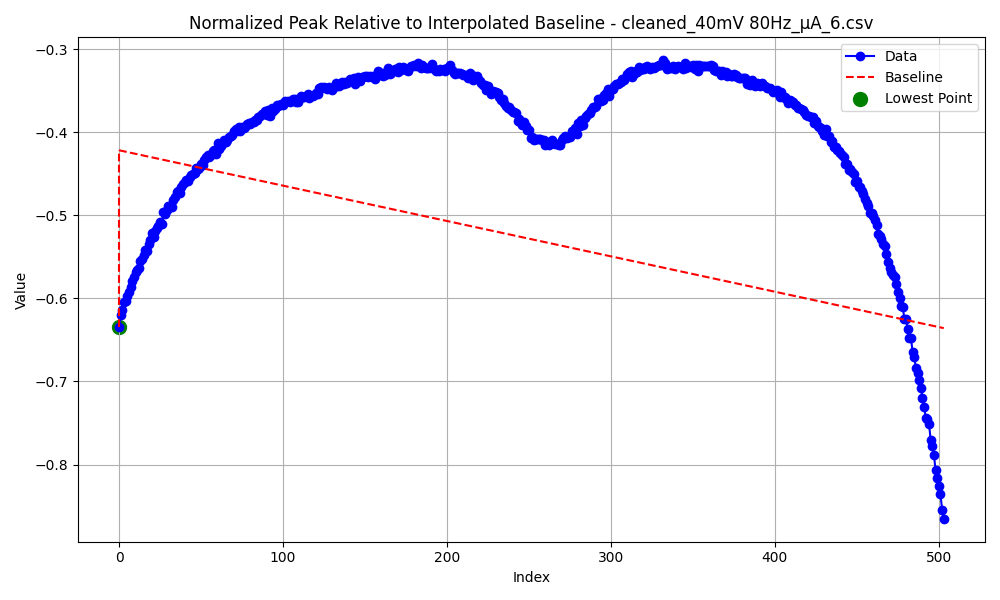 Normalized Peak Relative to Interpolated Baseline - cleaned_40mV 80Hz_μA_6.csv
Data
Baseline
Lowest Point
−0.3
−0.4
−0.5
−0.6
−0.7
−0.8
Value
0
100
200
300
400
500
Index